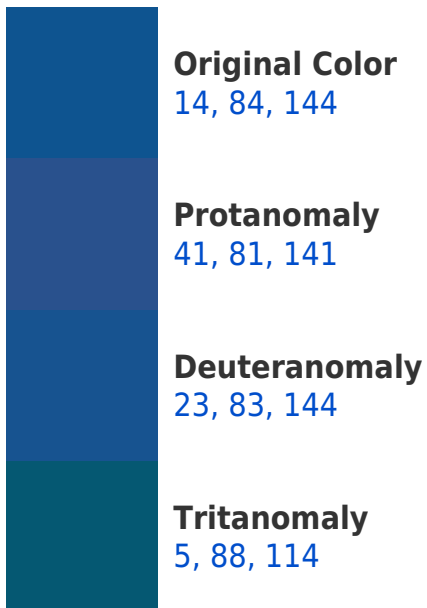 Original Color
14, 84, 144
Protanomaly
41, 81, 141
Deuteranomaly
23, 83, 144
Tritanomaly
5, 88, 114